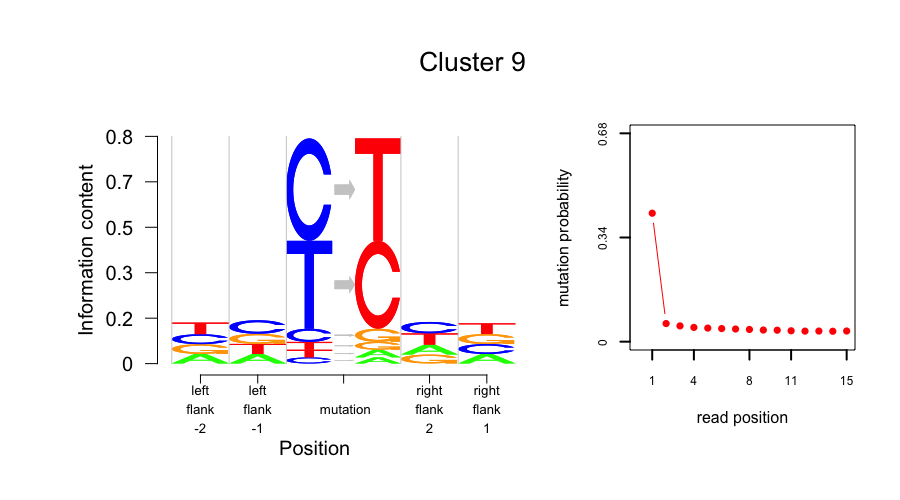 Cluster 9
Information content
0.8
0.7
0.5
0.3
0.2
0
C T
T C
T C C T
C G G C A G
G T T C T G C
A A C A G A
left left right right
flank flank mutation flank flank
-2 -1 2 1
Position
mutation probability
0.68
0.34
0
1 4 8 11 15
read position